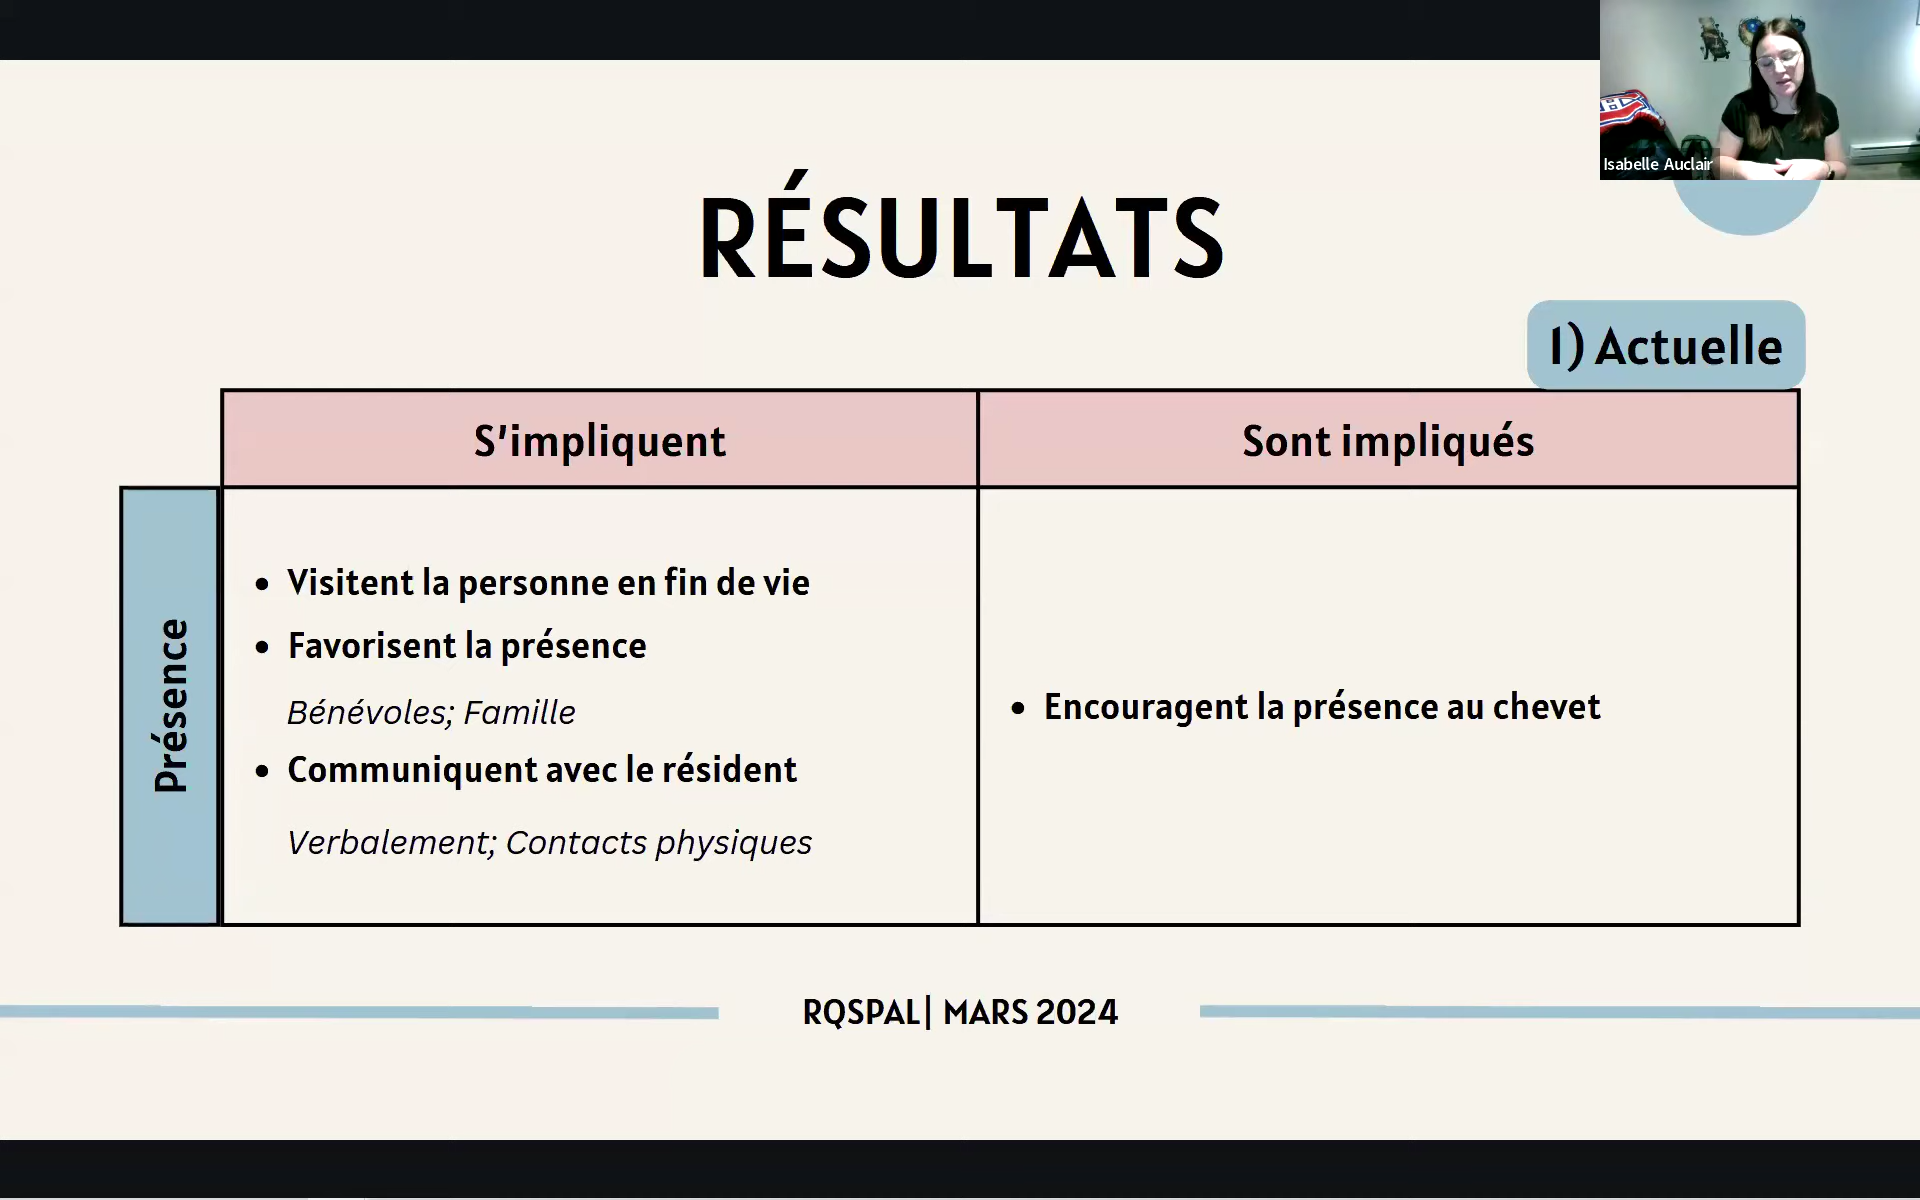 Isabelle Auclair
RÉSULTATS
1) Actuelle
S'impliquent
Sont impliqués
Présence
• Visitent la personne en fin de vie
• Favorisent la présence
Bénévoles; Famille
• Communiquent avec le résident
Verbalement; Contacts physiques
• Encouragent la présence au chevet
RQSPAL| MARS 2024